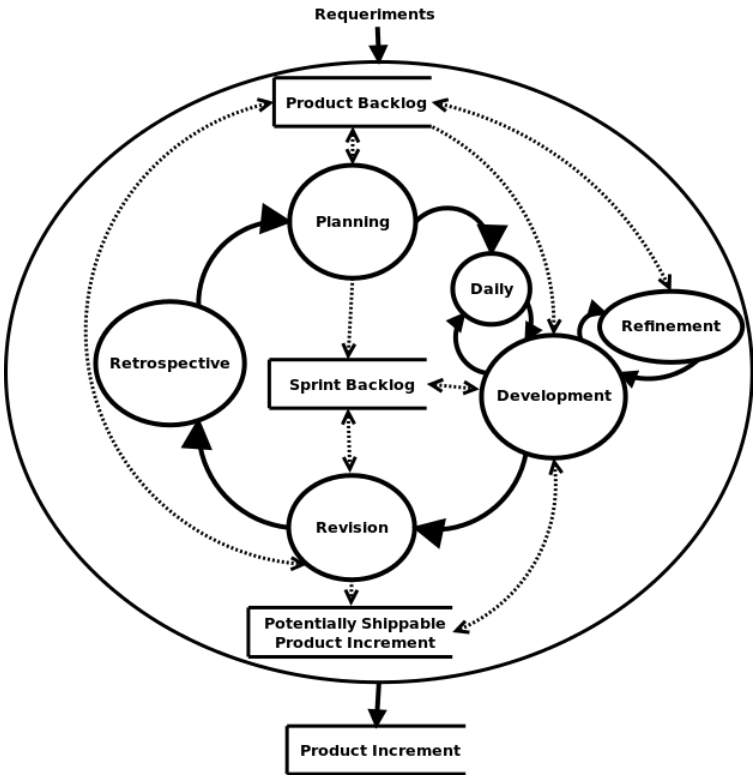 Requeriments
Product Backlog
Planning
Daily
Refinement
Retrospective
Sprint Backlog
Development
Revision
Potentially Shippable
Product Increment
Product Increment